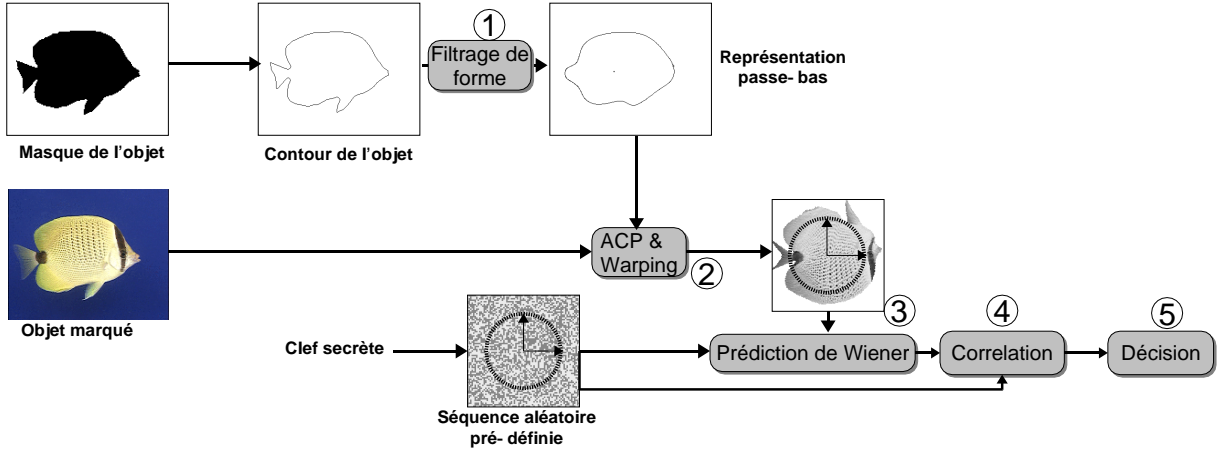 1
Filtrage de
forme
Représentation
passe- bas
Masque de l'objet
Contour de l'objet
ACP &
Warping
2
Objet marqué
3
4
5
Clef secrète
Prédiction de Wiener
Correlation
Décision
Séquence aléatoire
pré- définie